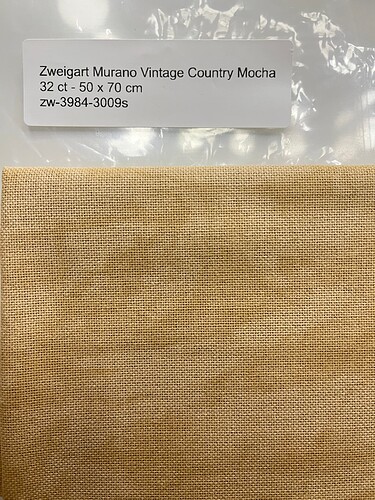 Zweigart Murano Vintage Country Mocha
32 ct - 50 x 70 cm
zw-3984-3009s